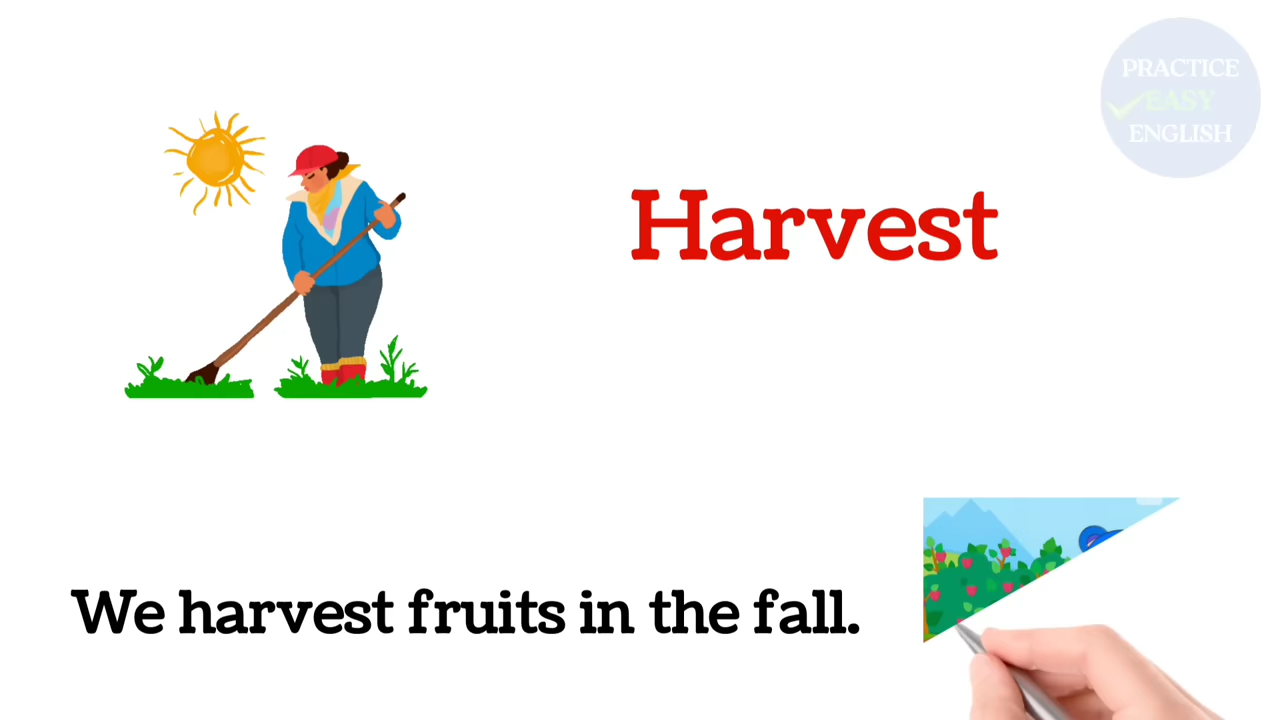 PRACTICE
EASY
ENGLISH
Harvest
We harvest fruits in the fall.